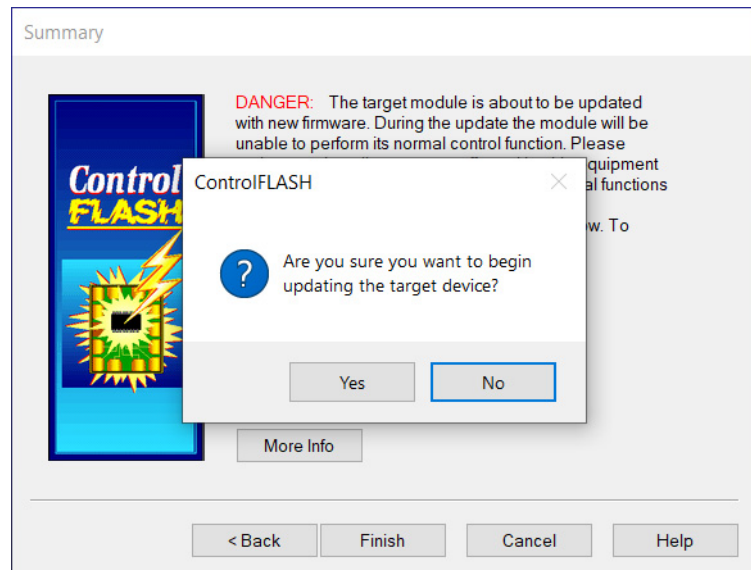 Summary
DANGER: The target module is about to be updated
with new firmware. During the update the module will be
unable to perform its normal control function. Please
quipment
al functions
w. To
Control
FLASH
ControlFLASH
Are you sure you want to begin
updating the target device?
Yes
No
More Info
< Back
Finish
Cancel
Help